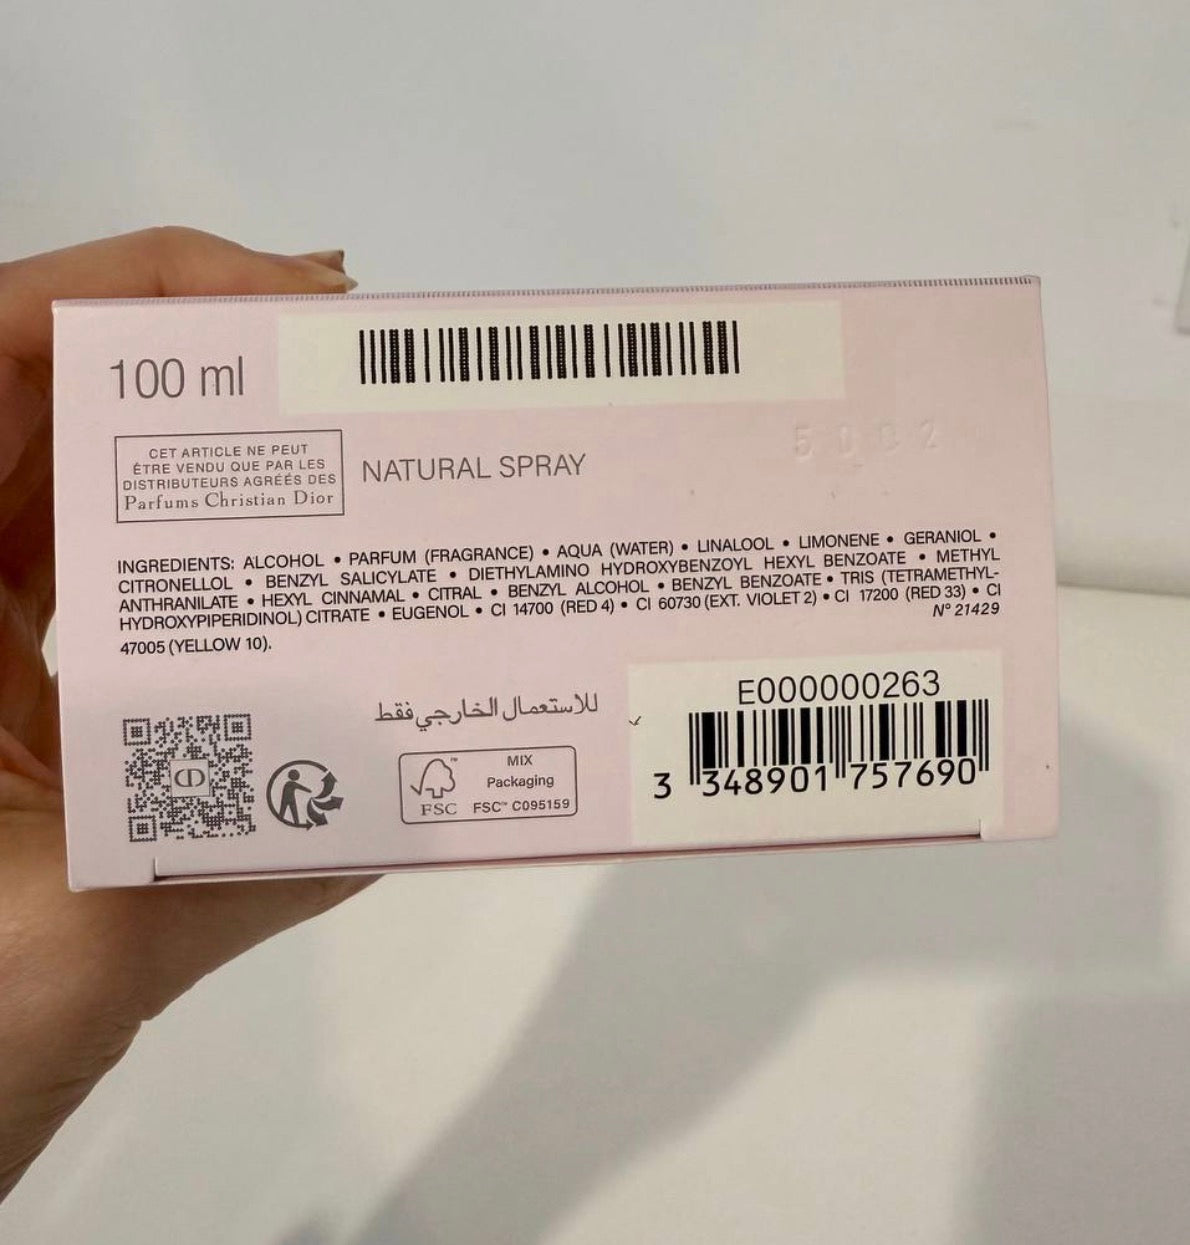 100 ml
CET ARTICLE NE PEUT
ÊTRE VENDU QUE PAR LES
DISTRIBUTEURS AGRÉÉS DES
Parfums Christian Dior
NATURAL SPRAY
INGREDIENTS: ALCOHOL • PARFUM (FRAGRANCE) • AQUA (WATER) • LINALOOL • LIMONENE • GERANIOL •
CITRONELLOL • BENZYL SALICYLATE • DIETHYLAMINO HYDROXYBENZOYL HEXYL BENZOATE • METHYL
ANTHRANILATE • HEXYL CINNAMAL • CITRAL • BENZYL ALCOHOL • BENZYL BENZOATE • TRIS (TETRAMETHYL-
HYDROXYPIPERIDINOL) CITRATE • EUGENOL • CI 14700 (RED 4) • CI 60730 (EXT. VIOLET 2) • CI 17200 (RED 33) • CI
47005 (YELLOW 10).
N° 21429
للاستعمال الخارجي فقط
FSC
MIX
Packaging
FSC™ C095159
E000000263
3 348901 757690